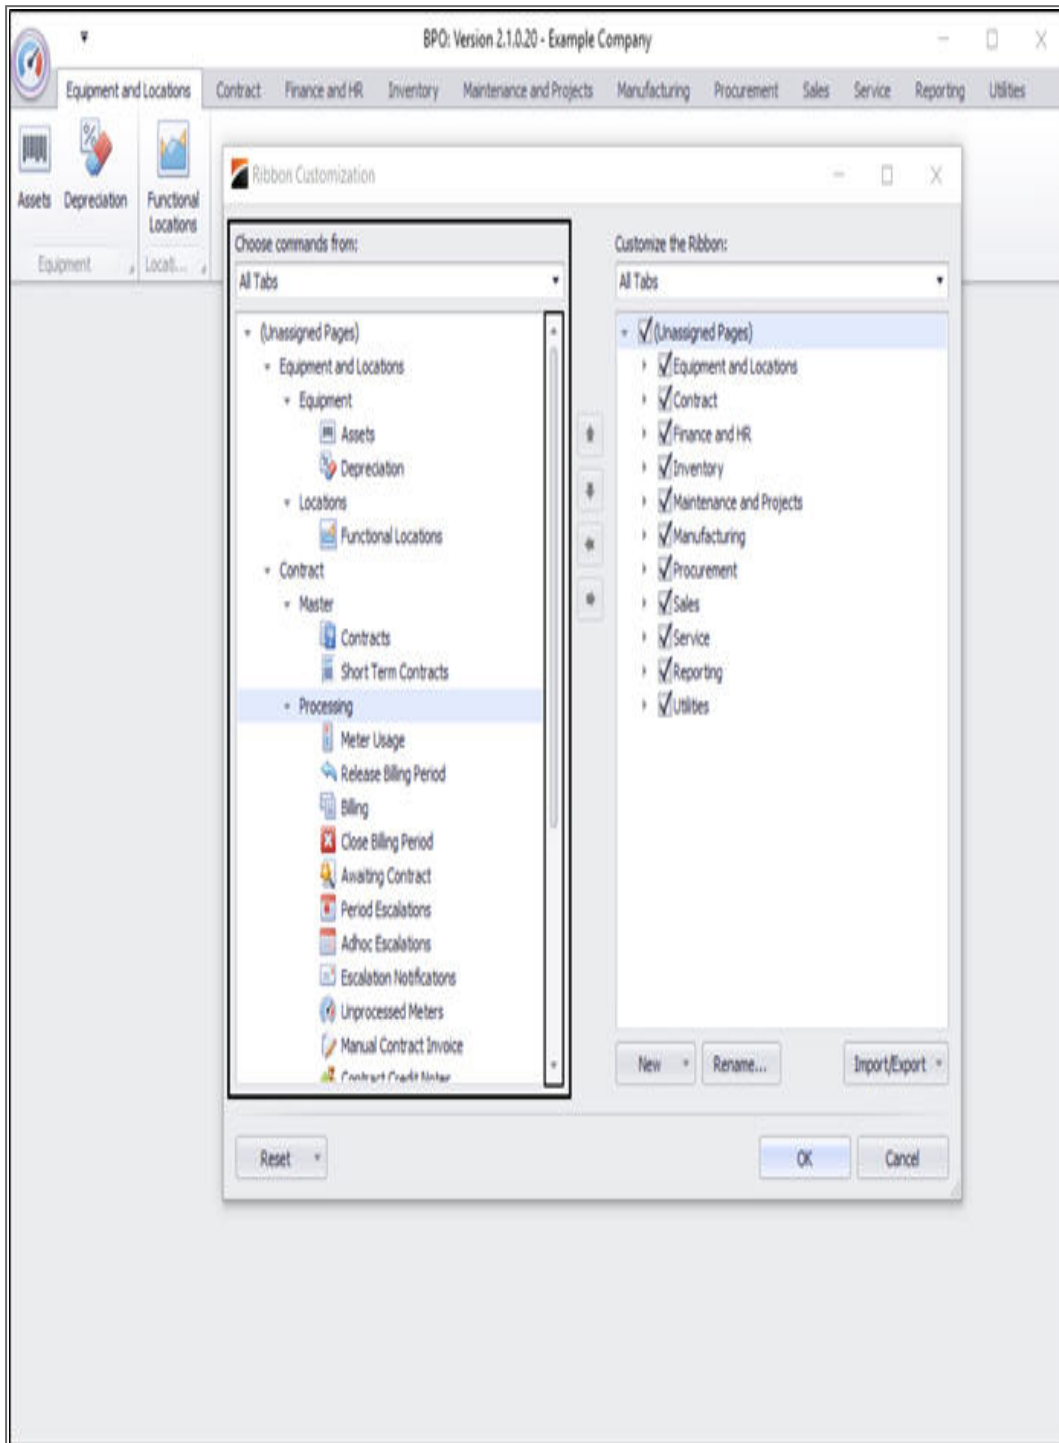 BPO: Version 2.1.0.20 - Example Company
Equipment and Locations Contract Finance and HR Inventory Maintenance and Projects Manufacturing Procurement Sales Service Reporting Utilities
Assets Depreciation Functional
Locations
Equipment Locati...
Ribbon Customization
Choose commands from:
All Tabs
(Unassigned Pages)
Equipment and Locations
Equipment
Assets
Depreciation
Locations
Functional Locations
Contract
Master
Contracts
Short Term Contracts
Processing
Meter Usage
Release Billing Period
Billing
Close Billing Period
Awaiting Contract
Period Escalations
Adhoc Escalations
Escalation Notifications
Unprocessed Meters
Manual Contract Invoice
Contract Credit Notes
Customize the Ribbon:
All Tabs
(Unassigned Pages)
Equipment and Locations
Contract
Finance and HR
Inventory
Maintenance and Projects
Manufacturing
Procurement
Sales
Service
Reporting
Utilities
New Rename... Import/Export
Reset OK Cancel